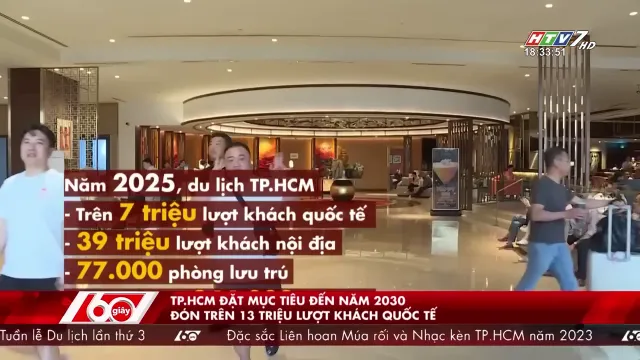 HTV7 HD
18:33:51
Năm 2025, du lịch TP.HCM
- Trên 7 triệu lượt khách quốc tế
- 39 triệu lượt khách nội địa
- 77.000 phòng lưu trú
60 giây
TP.HCM ĐẶT MỤC TIÊU ĐẾN NĂM 2030
ĐÓN TRÊN 13 TRIỆU LƯỢT KHÁCH QUỐC TẾ
Tuần lễ Du lịch lần thứ 3 Đặc sắc Liên hoan Múa rối và Nhạc kèn TP.HCM năm 2023